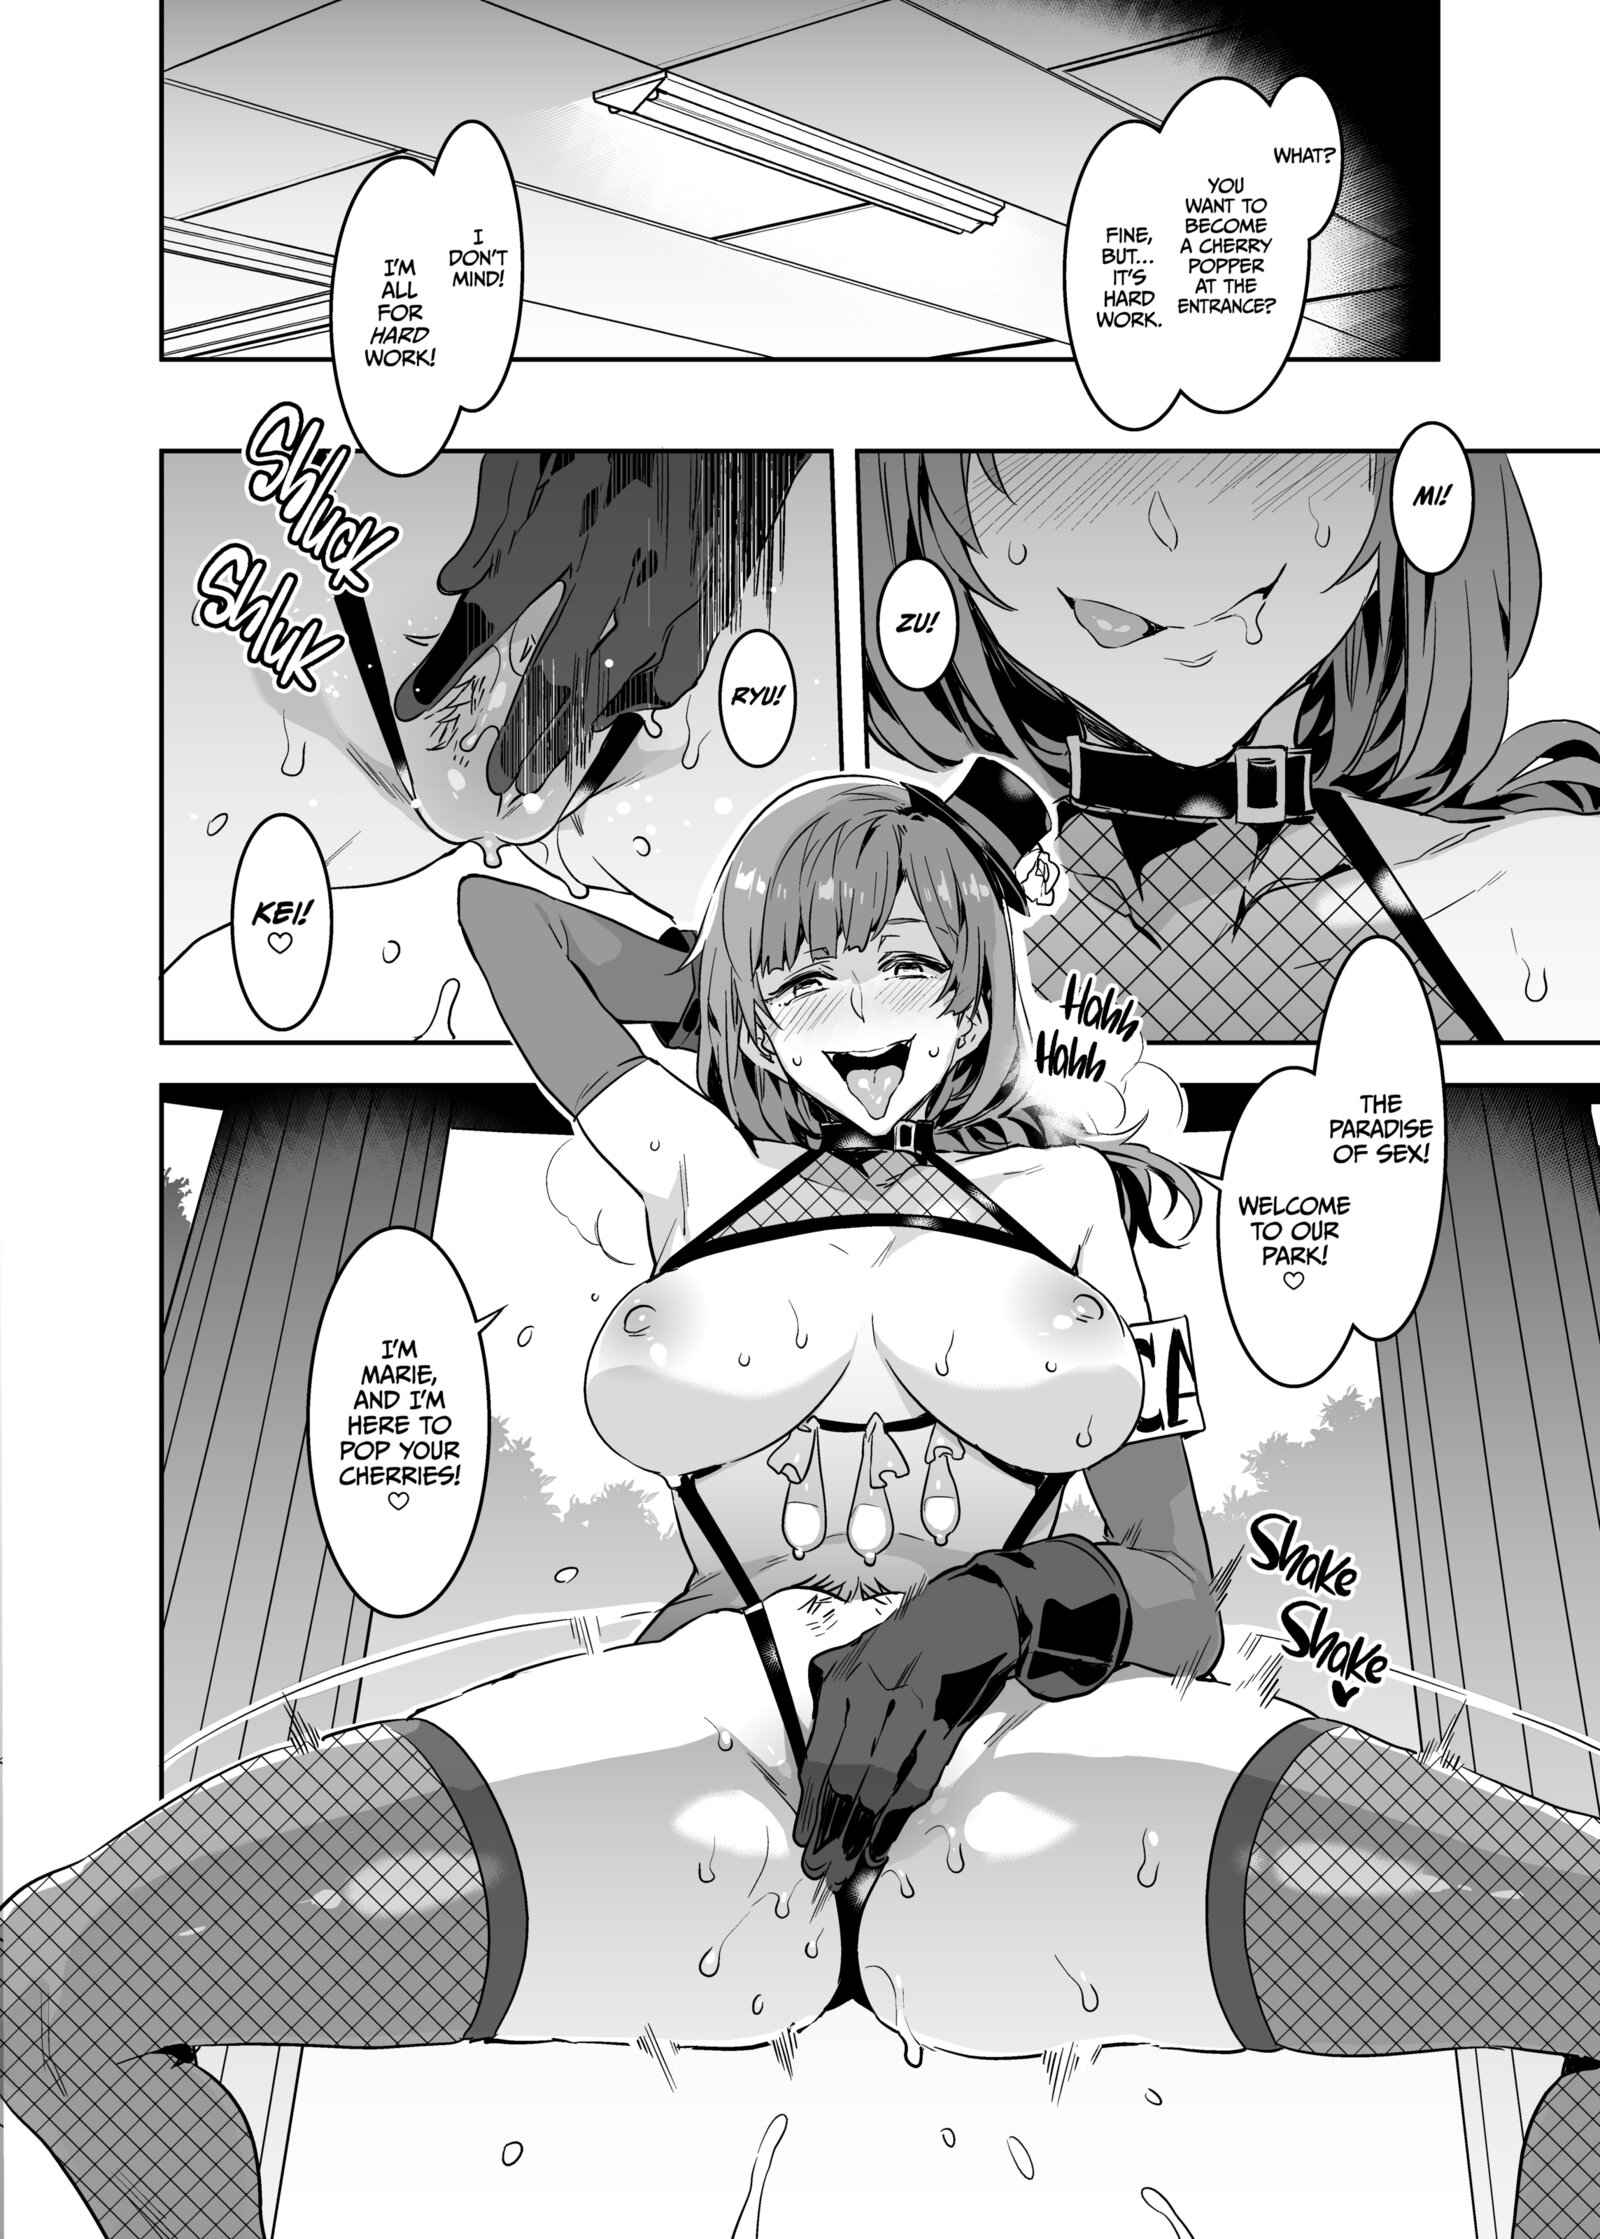 WHAT?
YOU
WANT TO
BECOME
A CHERRY
POPPER
AT THE
ENTRANCE?
FINE,
BUT...
IT'S
HARD
WORK.
I
DON'T
MIND!
I'M
ALL
FOR
HARD
WORK!
MI!
ZU!
RYU!
KEI!
♡
Shluck
Shluk
Hahh
Hahh
THE
PARADISE
OF SEX!
WELCOME
TO OUR
PARK!
♡
I'M
MARIE,
AND I'M
HERE TO
POP YOUR
CHERRIES!
♡
CA
Shake
Shake
♥